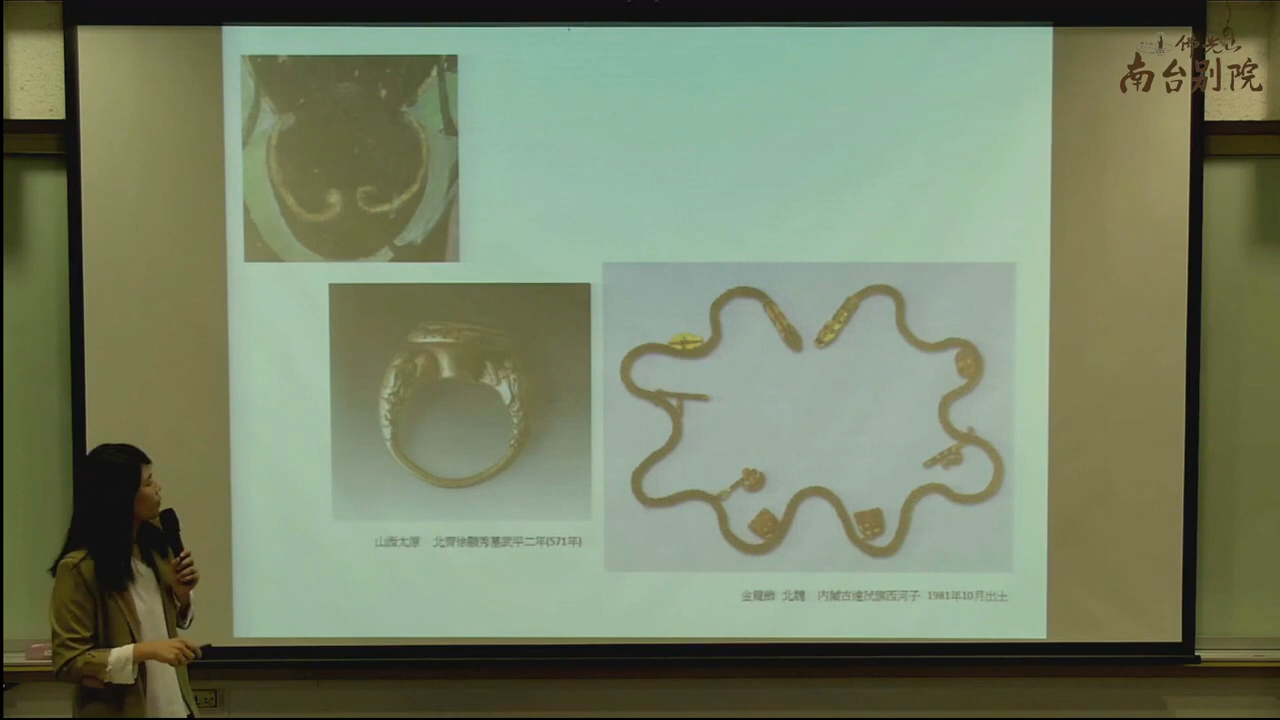 佛光山
南台别院
山西太原 北齊徐顯秀墓武平二年(571年)
金龍飾 北魏 內蒙古達茂旗西河子 1981年10月出土